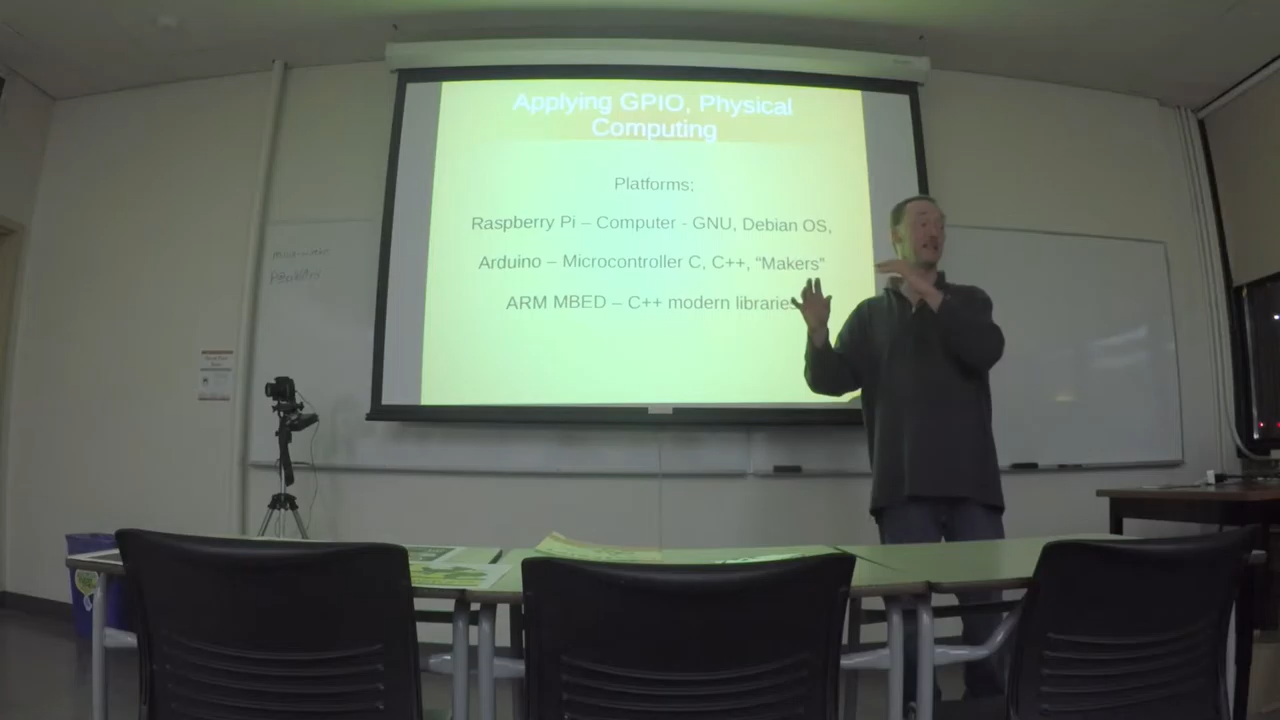 Applying GPIO, Physical
Computing
Platforms;
Raspberry Pi – Computer - GNU, Debian OS,
Arduino – Microcontroller C, C++, “Makers”
ARM MBED – C++ modern libraries